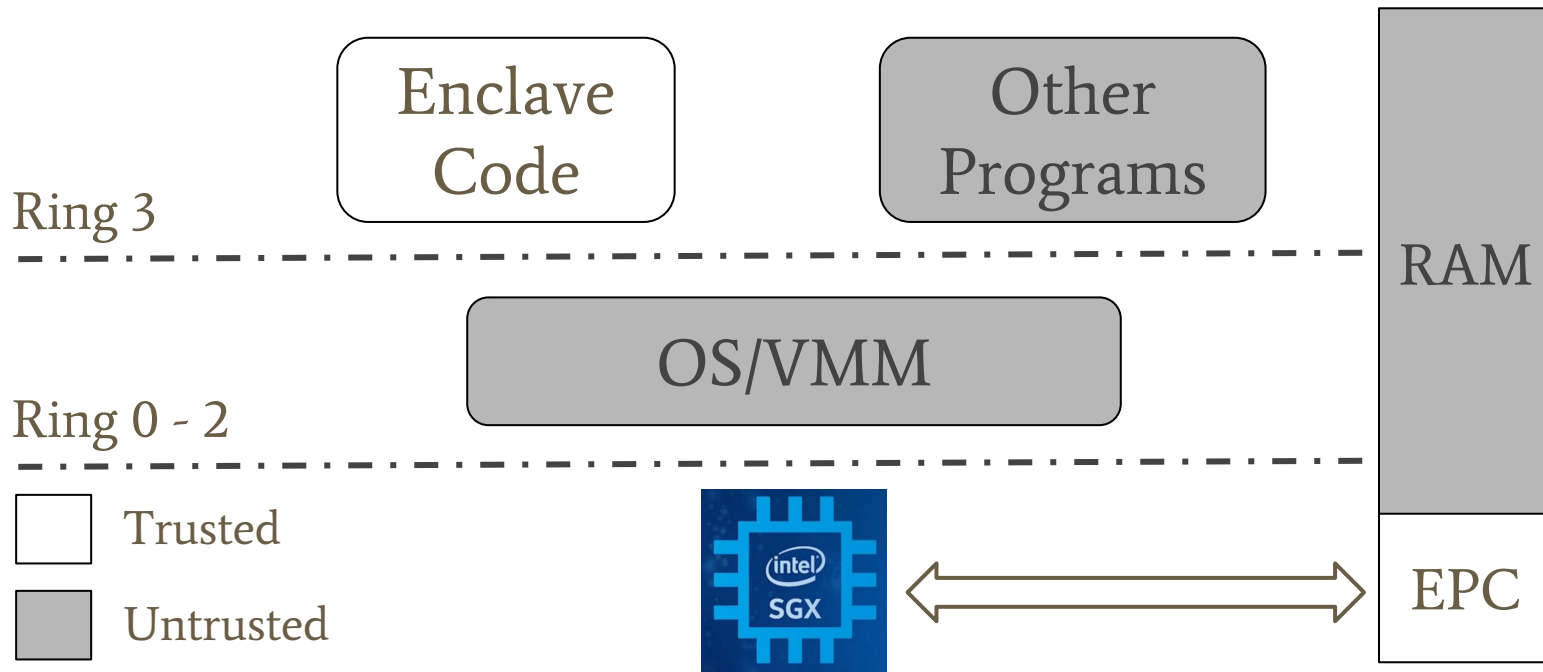 Enclave
Code
Other
Programs
Ring 3
RAM
OS/VMM
Ring 0 - 2
Trusted
Untrusted
intel
SGX
EPC